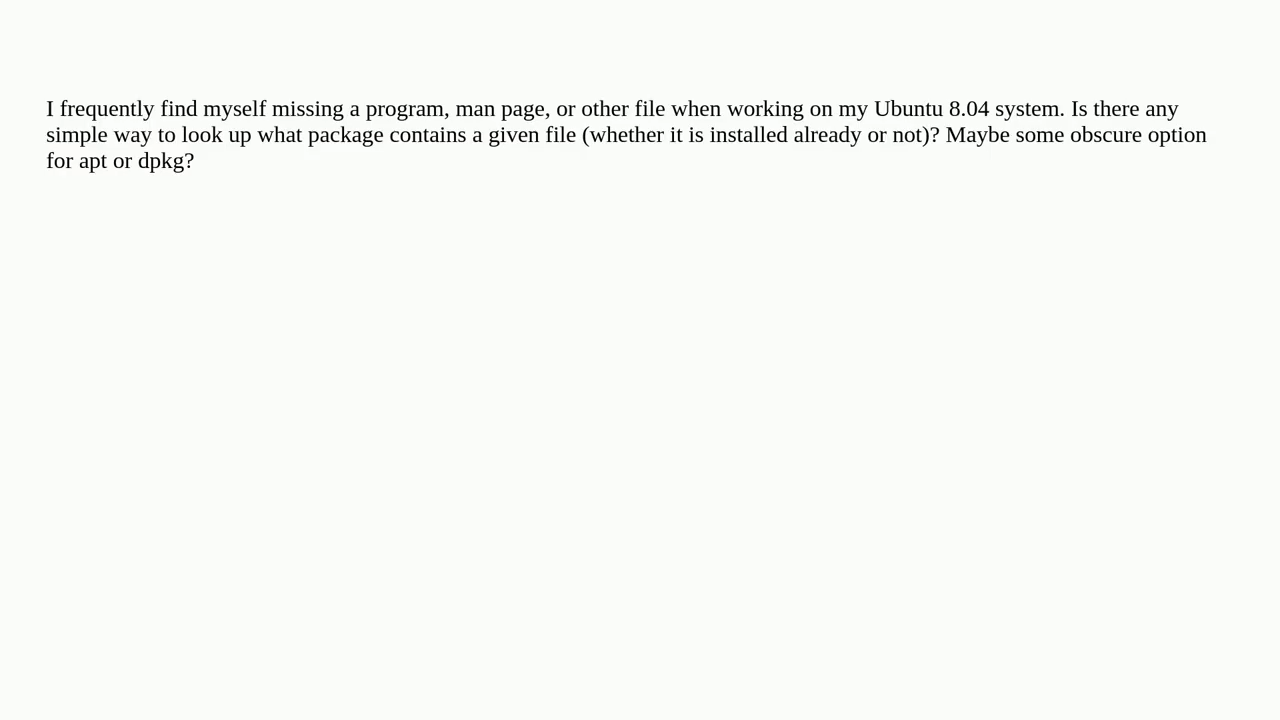 I frequently find myself missing a program, man page, or other file when working on my Ubuntu 8.04 system. Is there any
simple way to look up what package contains a given file (whether it is installed already or not)? Maybe some obscure option
for apt or dpkg?